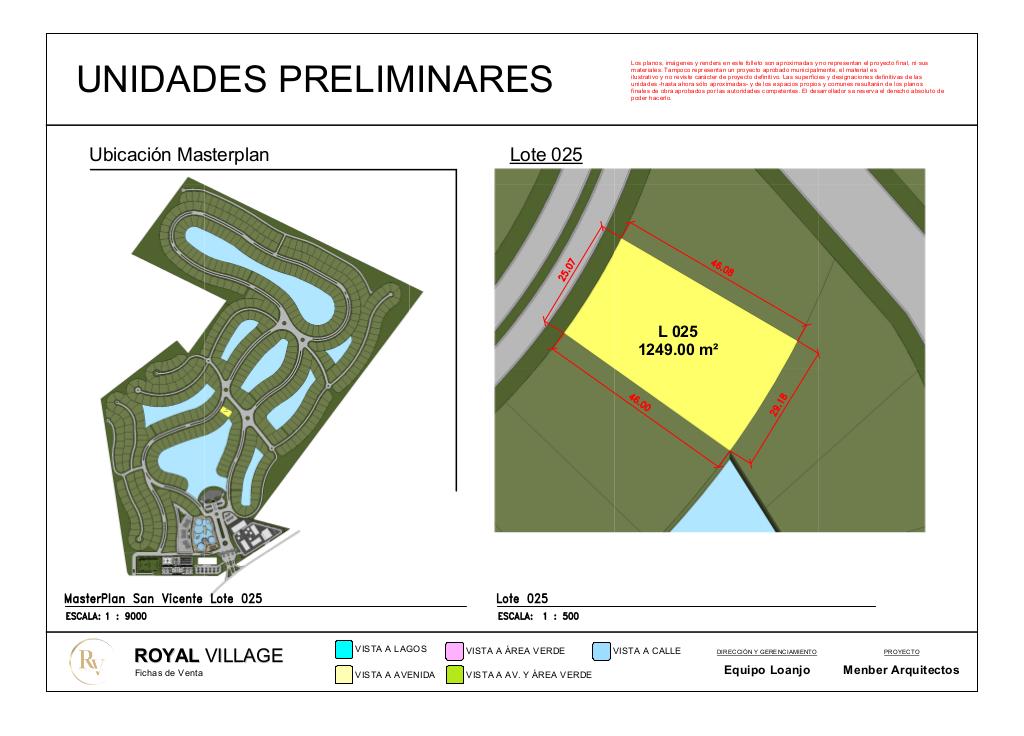 UNIDADES PRELIMINARES
Los planos, imágenes y renders en este folleto son aproximadas y no representan el proyecto final, ni sus
materiales. Tampoco representan un proyecto aprobado municipalmente, el material es
ilustrativo y no reviste carácter de proyecto definitivo. Las superficies y designaciones definitivas de las
unidades -hasta ahora sólo aproximadas- y de los espacios propios y comunes resultarán de los planos
finales de obra aprobados por las autoridades competentes. El desarrollador se reserva el derecho absoluto de
poder hacerlo.
Ubicación Masterplan
Lote 025
25.07
46.08
L 025
1249.00 m²
46.00
29.18
MasterPlan San Vicente Lote 025
ESCALA: 1 : 9000
Lote 025
ESCALA: 1 : 500
RV
ROYAL VILLAGE
Fichas de Venta
VISTA A LAGOS
VISTA A ÁREA VERDE
VISTA A CALLE
VISTA A AVENIDA
VISTA A AV. Y ÁREA VERDE
DIRECCIÓN Y GERENCIAMIENTO
Equipo Loanjo
PROYECTO
Menber Arquitectos